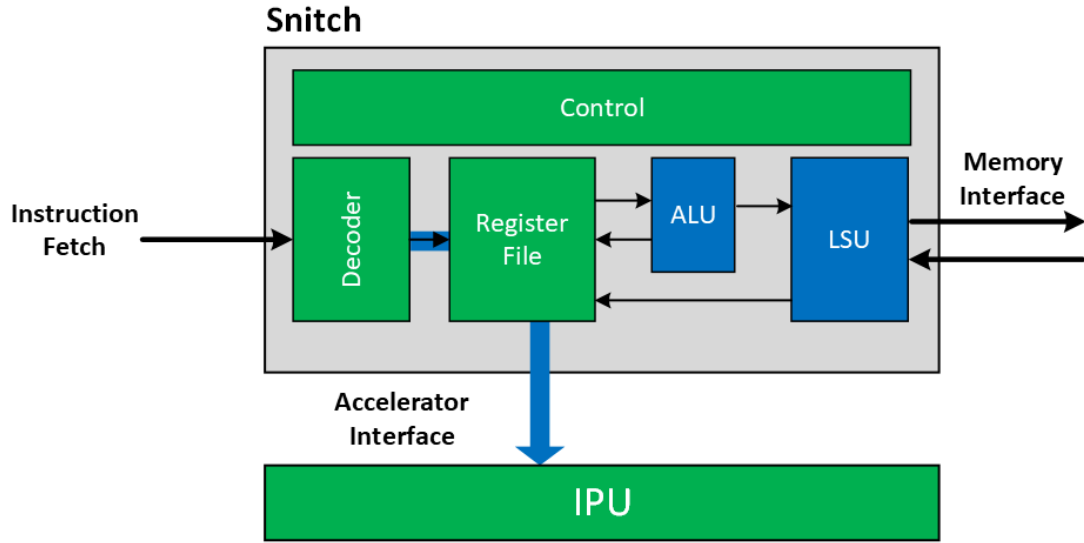 Snitch
Control
Instruction
Fetch
Decoder
Register
File
ALU
LSU
Memory
Interface
Accelerator
Interface
IPU